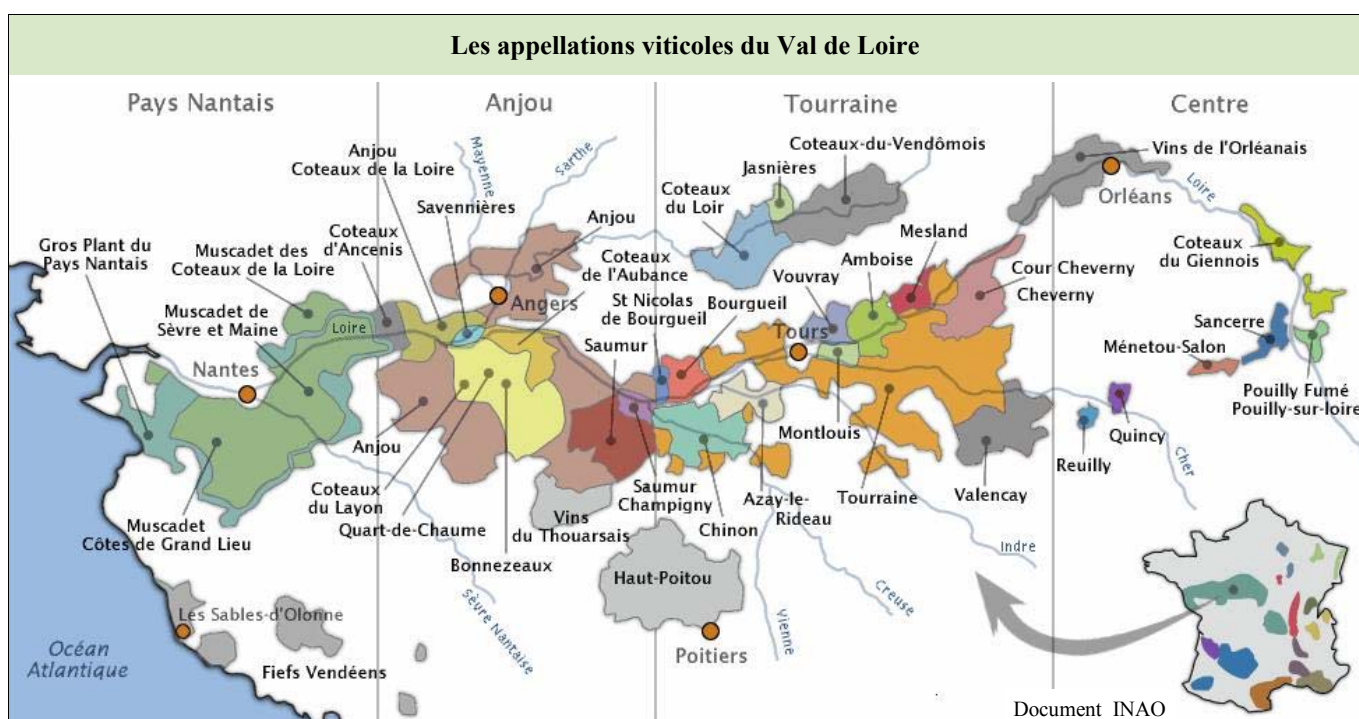 Les appellations viticoles du Val de Loire
Pays Nantais
Anjou
Tourraine
Centre
Anjou
Coteaux de la Loire
Mayenne
Sarthe
Savennières
Coteaux
d'Ancenis
Muscadet des
Coteaux de la Loire
Gros Plant du
Pays Nantais
Muscadet de
Sèvre et Maine
Loire
Nantes
Angers
Anjou
Coteaux
de l'Aubance
St Nicolas
de Bourgueil
Saumur
Bourgueil
Coteaux
du Loir
Jasnières
Coteaux-du-Vendômois
Vouvray
Amboise
Mesland
Tours
Cour Cheverny
Cheverny
Vins de l'Orléanais
Orléans
Loire
Coteaux
du Giennois
Sancerre
Ménetou-Salon
Pouilly Fumé
Pouilly-sur-loire
Quincy
Reuilly
Cher
Muscadet
Côtes de Grand Lieu
Anjou
Coteaux
du Layon
Quart-de-Chaume
Bonnezeaux
Vins
du Thouarsais
Saumur
Champigny
Chinon
Azay-le-
Rideau
Montlouis
Tourraine
Valencay
Indre
Creuse
Vienne
Haut-Poitou
Poitiers
Sèvre Nantaise
Les Sables-d'Olonne
Fiefs Vendéens
Océan
Atlantique
Document INAO